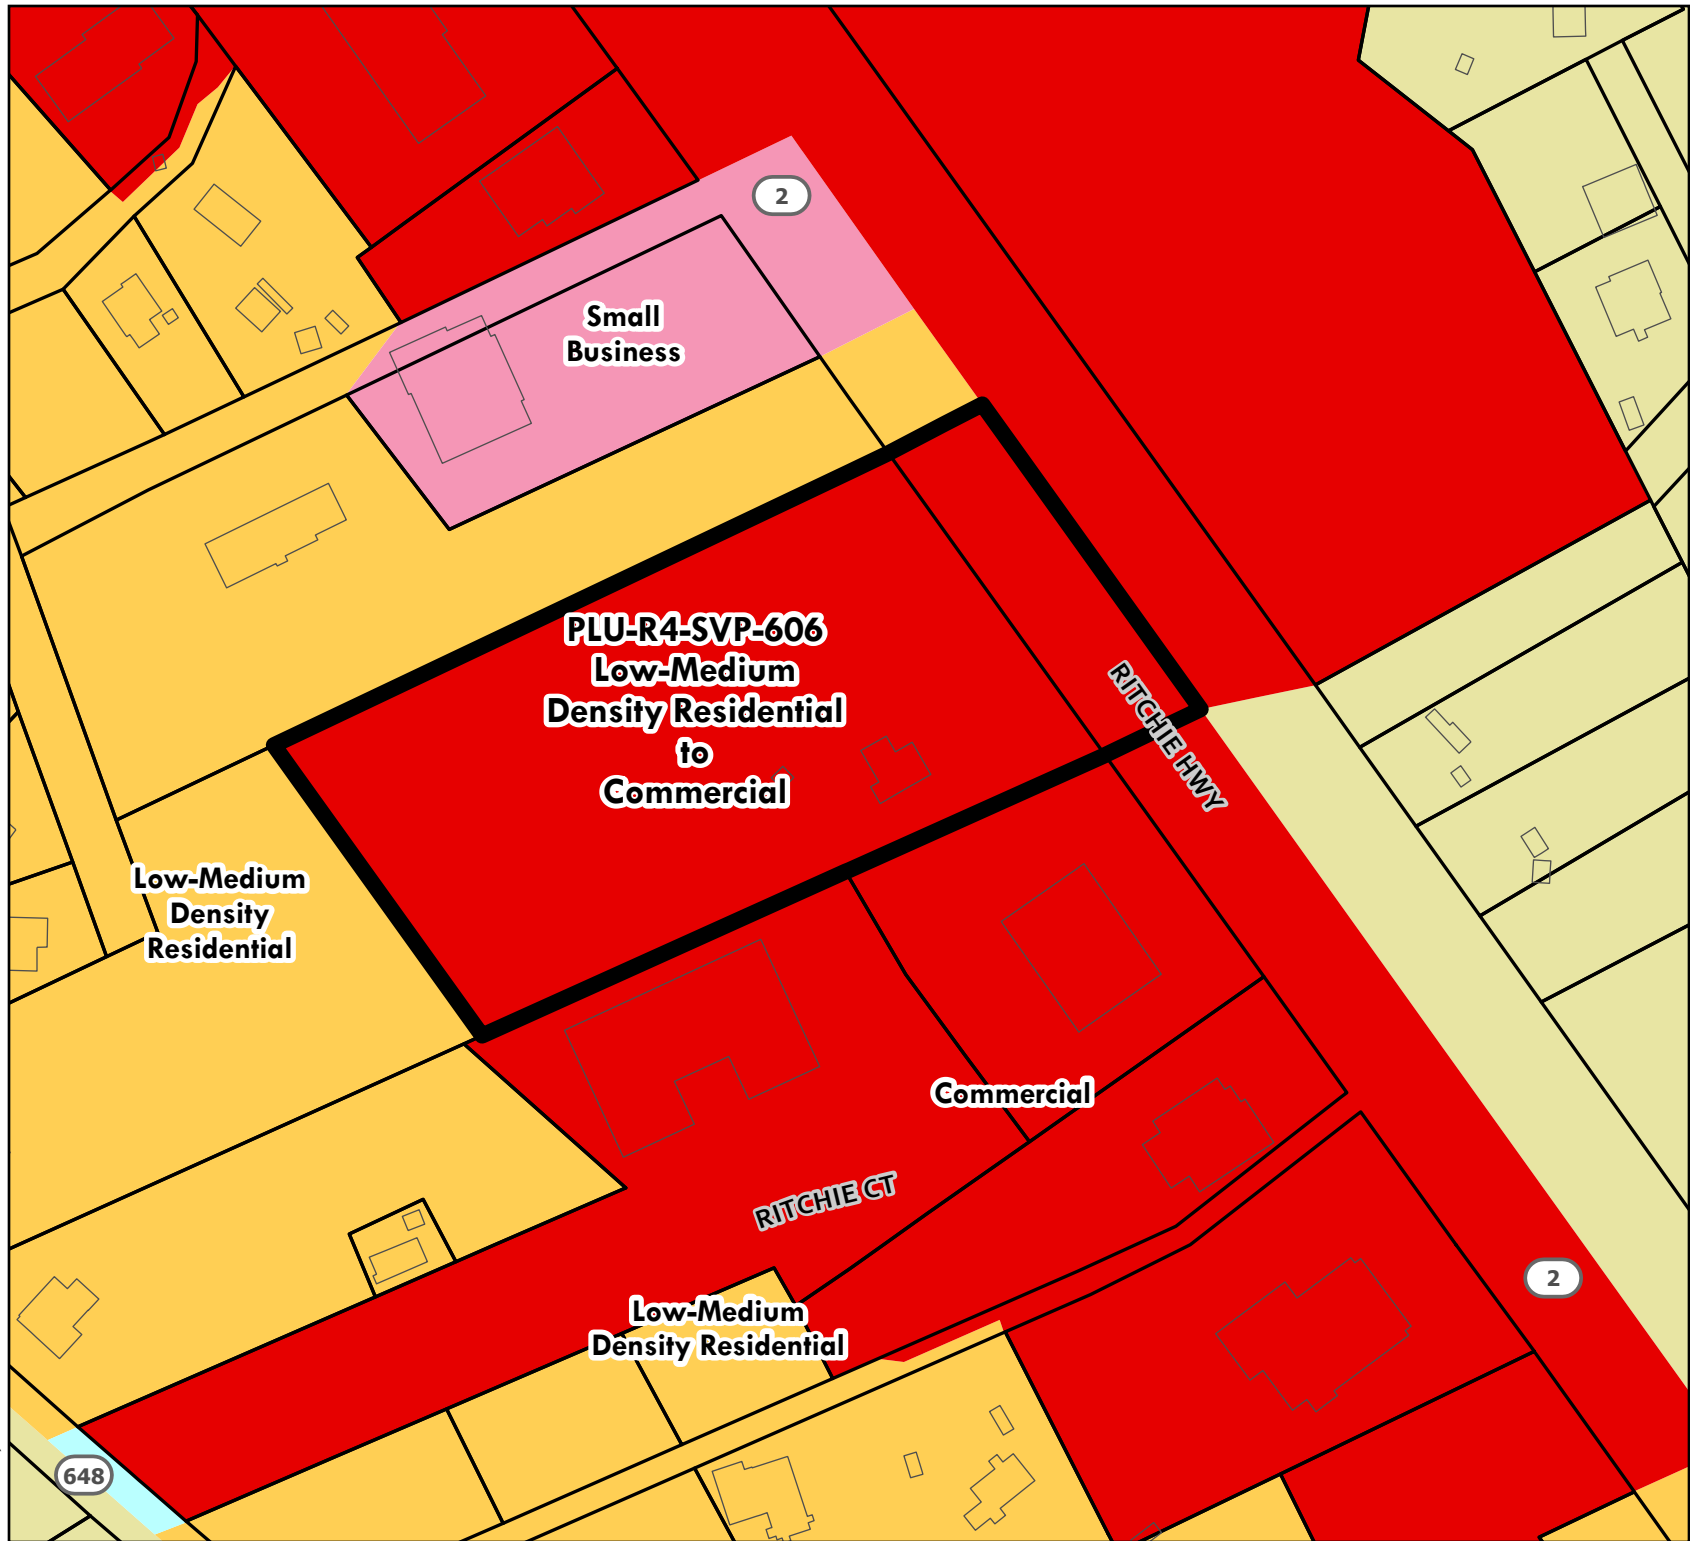 2
Small
Business
PLU-R4-SVP-606
Low-Medium
Density Residential
to
Commercial
RITCHIE HWY
Low-Medium
Density
Residential
Commercial
RITCHIE CT
2
Low-Medium
Density Residential
648